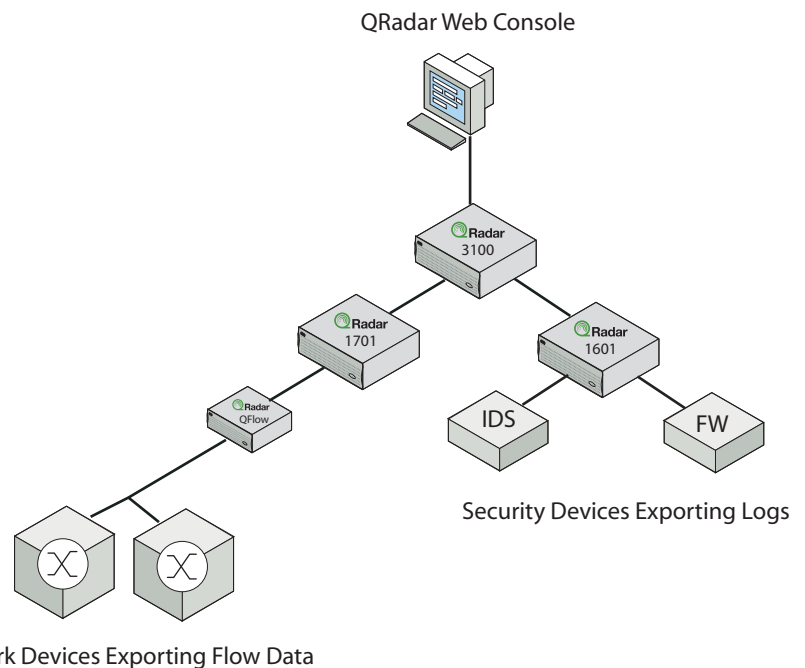 QRadar Web Console
Radar
3100
Radar
1701
Radar
1601
Radar
QFlow
IDS
FW
Security Devices Exporting Logs
rk Devices Exporting Flow Data